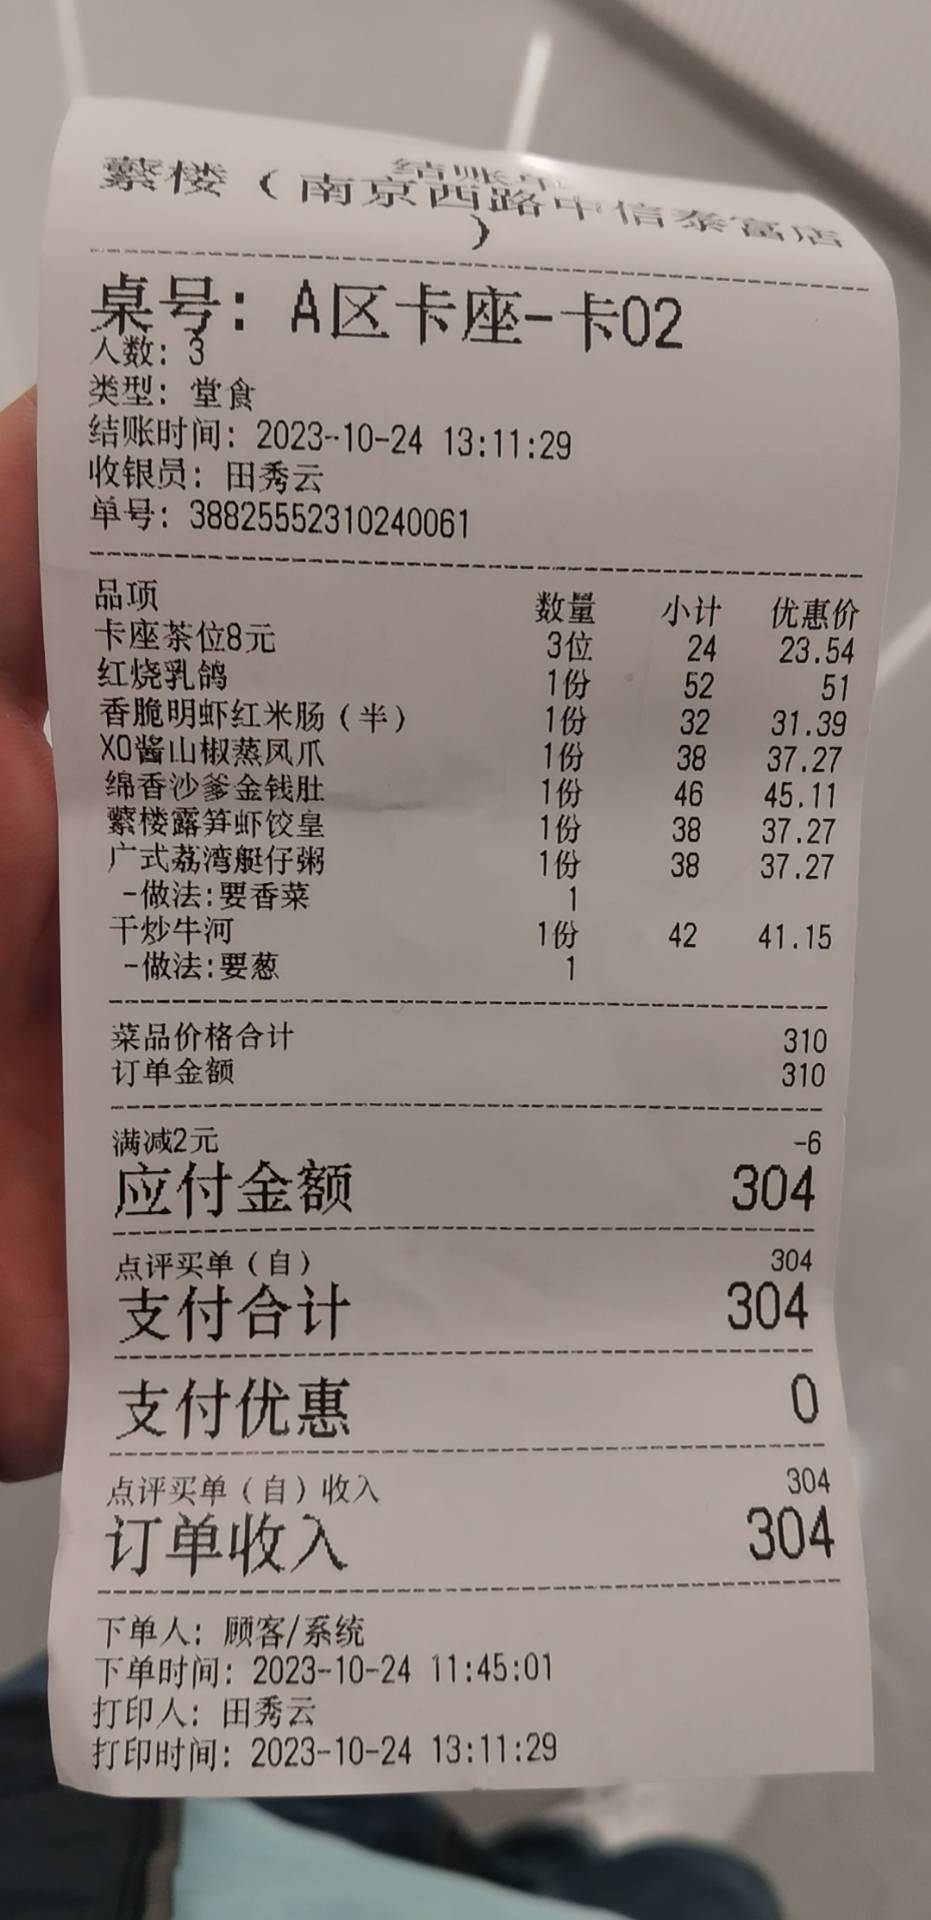 结账单
蘩楼（南京西路中信泰富店
）
桌号: A区卡座-卡02
人数: 3
类型: 堂食
结账时间: 2023-10-24 13:11:29
收银员: 田秀云
单号: 38825552310240061
品项 数量 小计 优惠价
卡座茶位8元 3位 24 23.54
红烧乳鸽 1份 52 51
香脆明虾红米肠（半） 1份 32 31.39
XO酱山椒蒸凤爪 1份 38 37.27
绵香沙爹金钱肚 1份 46 45.11
蘩楼露笋虾饺皇 1份 38 37.27
广式荔湾艇仔粥 1份 38 37.27
-做法:要香菜 1
干炒牛河 1份 42 41.15
-做法:要葱 1
菜品价格合计 310
订单金额 310
满减2元 -6
应付金额 304
点评买单（自） 304
支付合计 304
支付优惠 0
点评买单（自）收入 304
订单收入 304
下单人: 顾客/系统
下单时间: 2023-10-24 11:45:01
打印人: 田秀云
打印时间: 2023-10-24 13:11:29